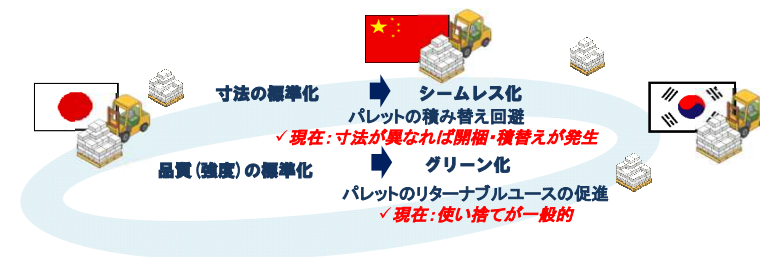 寸法の標準化 シームレス化
パレットの積み替え回避
✓現在：寸法が異なれば開梱・積替えが発生
品質（強度）の標準化 グリーン化
パレットのリターナブルユースの促進
✓現在：使い捨てが一般的